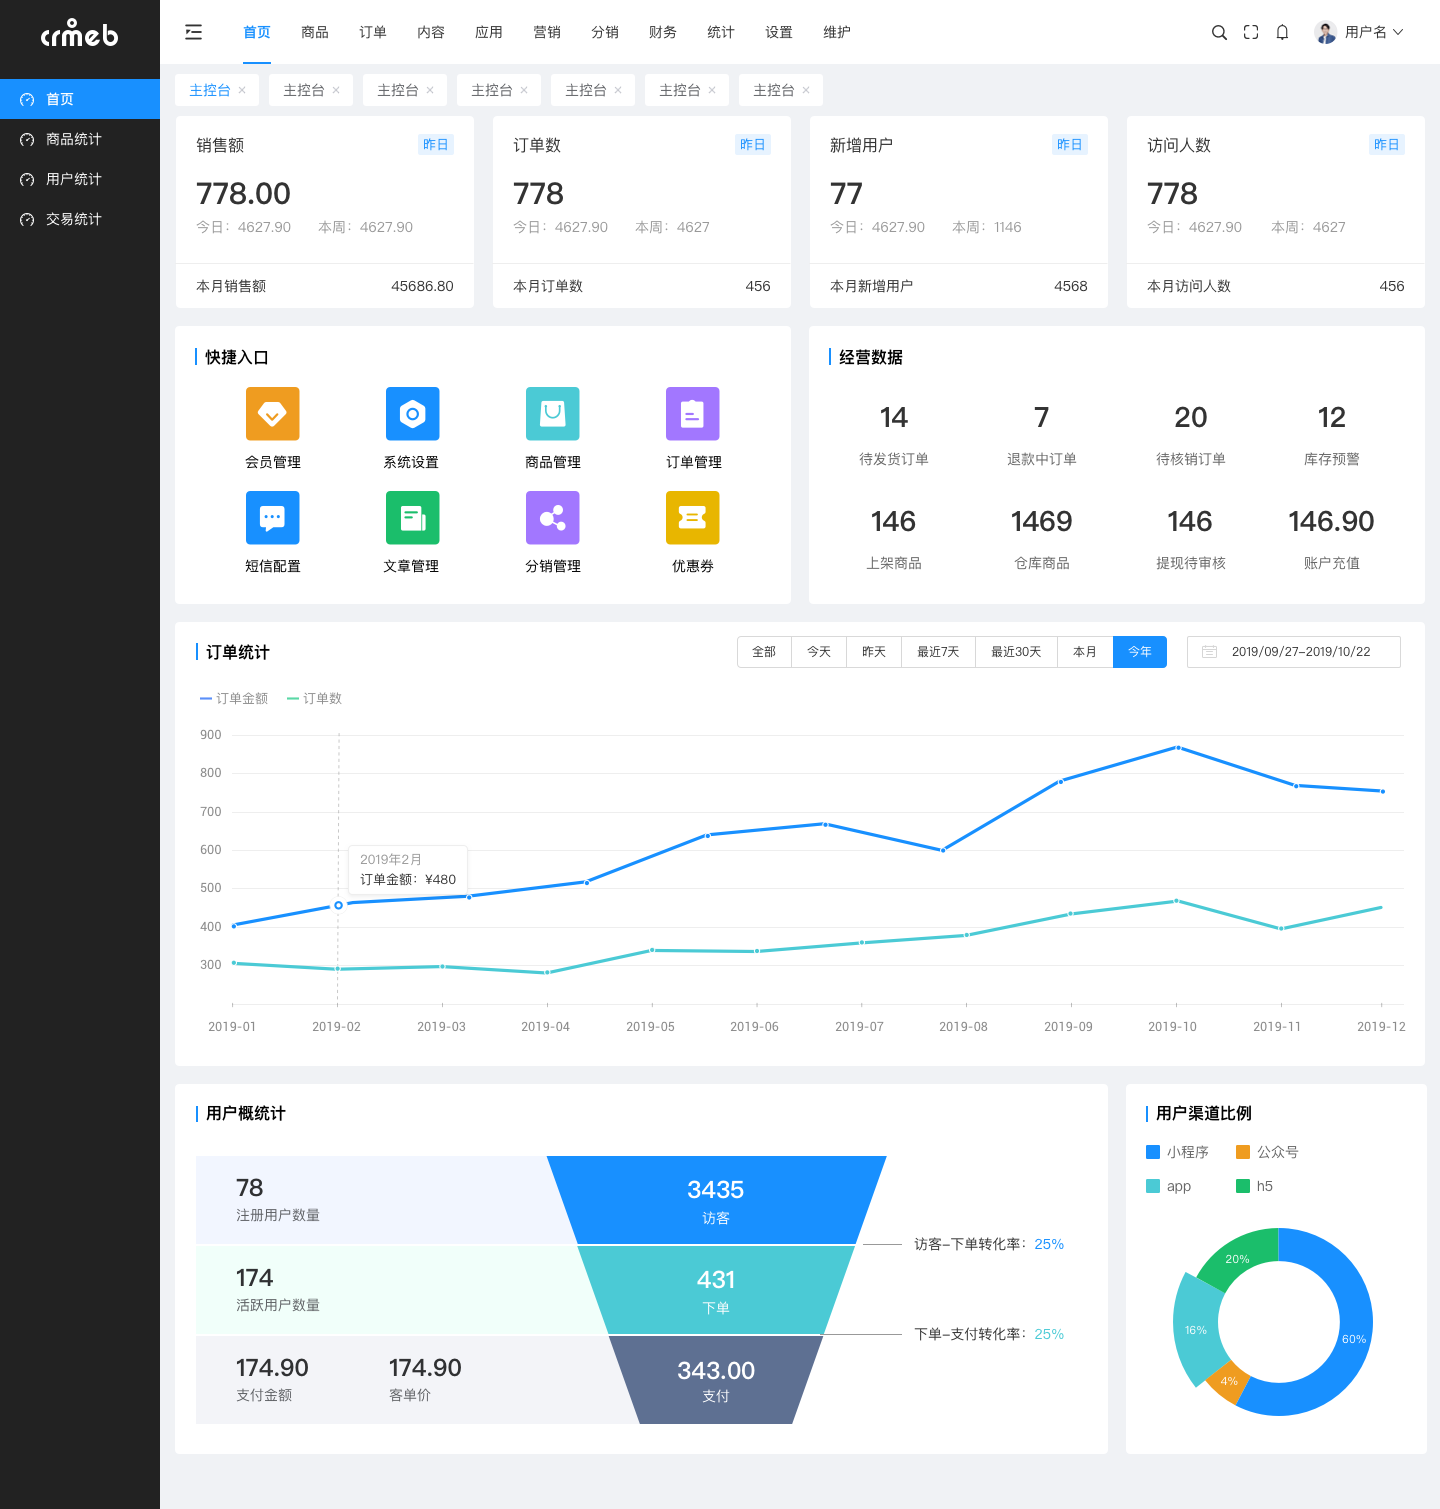 crmeb
首页 商品 订单 内容 应用 营销 分销 财务 统计 设置 维护 用户名
首页
商品统计
用户统计
交易统计
主控台 × 主控台 × 主控台 × 主控台 × 主控台 × 主控台 × 主控台 ×
销售额 昨日
778.00
今日：4627.90 本周：4627.90
本月销售额 45686.80
订单数 昨日
778
今日：4627.90 本周：4627
本月订单数 456
新增用户 昨日
77
今日：4627.90 本周：1146
本月新增用户 4568
访问人数 昨日
778
今日：4627.90 本周：4627
本月访问人数 456
快捷入口
会员管理 系统设置 商品管理 订单管理
短信配置 文章管理 分销管理 优惠券
经营数据
14 7 20 12
待发货订单 退款中订单 待核销订单 库存预警
146 1469 146 146.90
上架商品 仓库商品 提现待审核 账户充值
订单统计 全部 今天 昨天 最近7天 最近30天 本月 今年 2019/09/27-2019/10/22
订单金额 订单数
900
800
700
600
500
400
300
2019年2月
订单金额：¥480
2019-01 2019-02 2019-03 2019-04 2019-05 2019-06 2019-07 2019-08 2019-09 2019-10 2019-11 2019-12
用户概统计
78
注册用户数量
174
活跃用户数量
174.90 174.90
支付金额 客单价
3435
访客
431
下单
343.00
支付
访客-下单转化率：25%
下单-支付转化率：25%
用户渠道比例
小程序 公众号
app h5
20%
16%
60%
4%